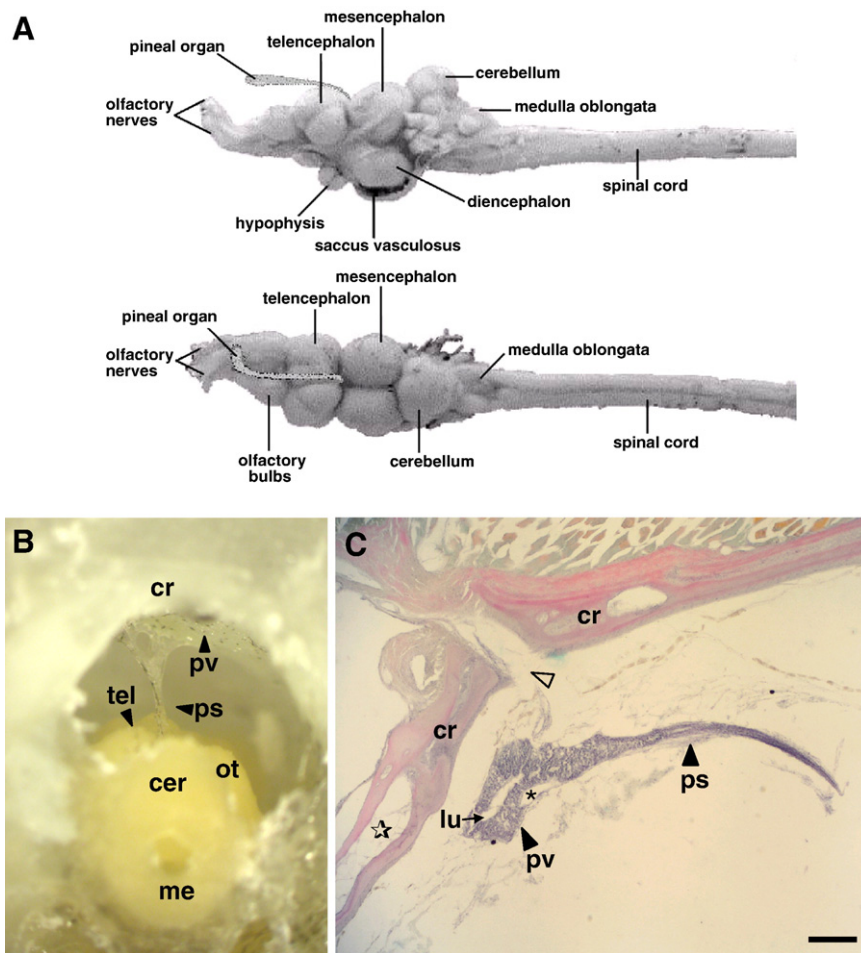 A
mesencephalon
telencephalon
pineal organ
cerebellum
olfactory
nerves
medulla oblongata
spinal cord
diencephalon
hypophysis
saccus vasculosus
mesencephalon
telencephalon
pineal organ
olfactory
nerves
medulla oblongata
spinal cord
olfactory
bulbs
cerebellum
B
cr
pv
tel
ps
cer
ot
me
C
cr
cr
ps
lu
*
pv